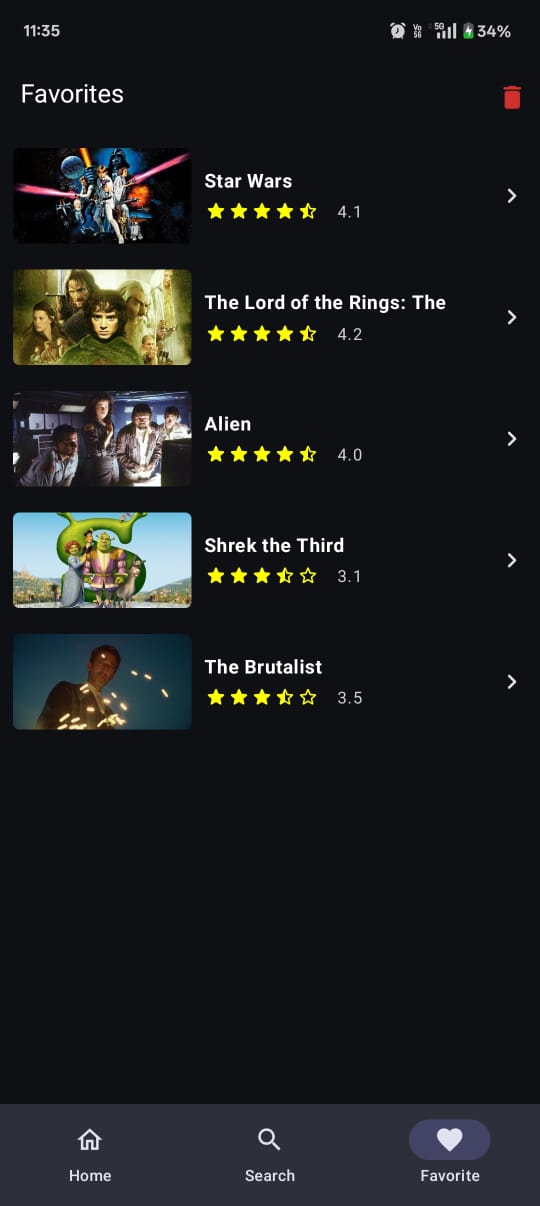 11:35
Vo 5G 5G 34%
Favorites
Star Wars
4.1
The Lord of the Rings: The
4.2
Alien
4.0
Shrek the Third
3.1
The Brutalist
3.5
Home
Search
Favorite